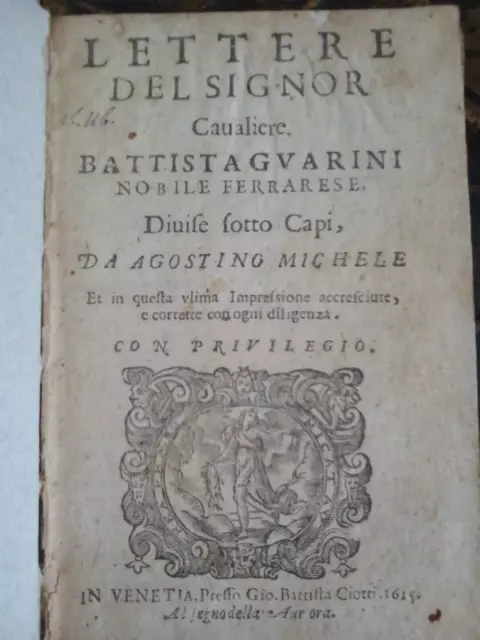 LETTERE
DEL SIGNOR
Caualiere,
BATTISTA GVARINI
NOBILE FERRARESE.
Diuiſe ſotto Capi,
DA AGOSTINO MICHELE
Et in queſta vltima Impreſſione accreſciute,
e corrette con ogni diligenza.
CON PRIVILEGIO.
IN VENETIA, Preſſo Gio. Battiſta Ciotti. 1615.
Al ſegno della Aurora.